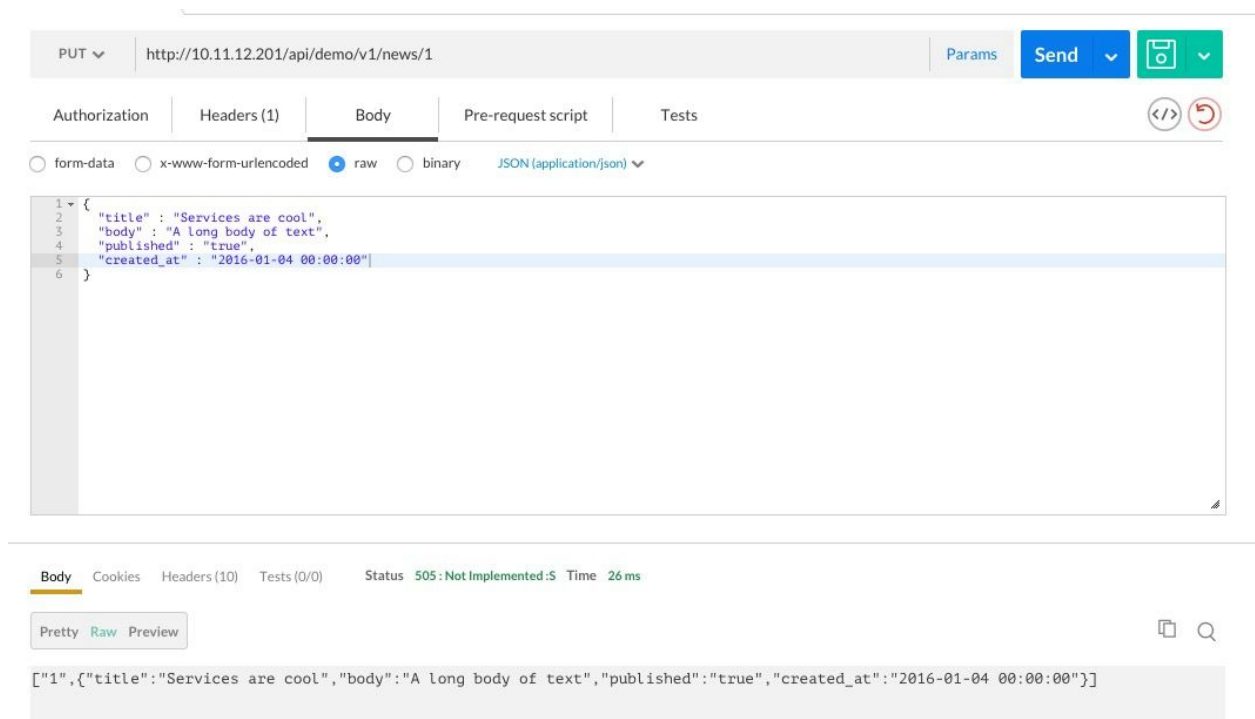 PUT http://10.11.12.201/api/demo/v1/news/1 Params Send
Authorization Headers (1) Body Pre-request script Tests
form-data x-www-form-urlencoded raw binary JSON (application/json)
1 {
2 "title" : "Services are cool",
3 "body" : "A long body of text",
4 "published" : "true",
5 "created_at" : "2016-01-04 00:00:00"
6 }
Body Cookies Headers (10) Tests (0/0) Status 505 : Not Implemented :S Time 26 ms
Pretty Raw Preview
["1",{"title":"Services are cool","body":"A long body of text","published":"true","created_at":"2016-01-04 00:00:00"}]